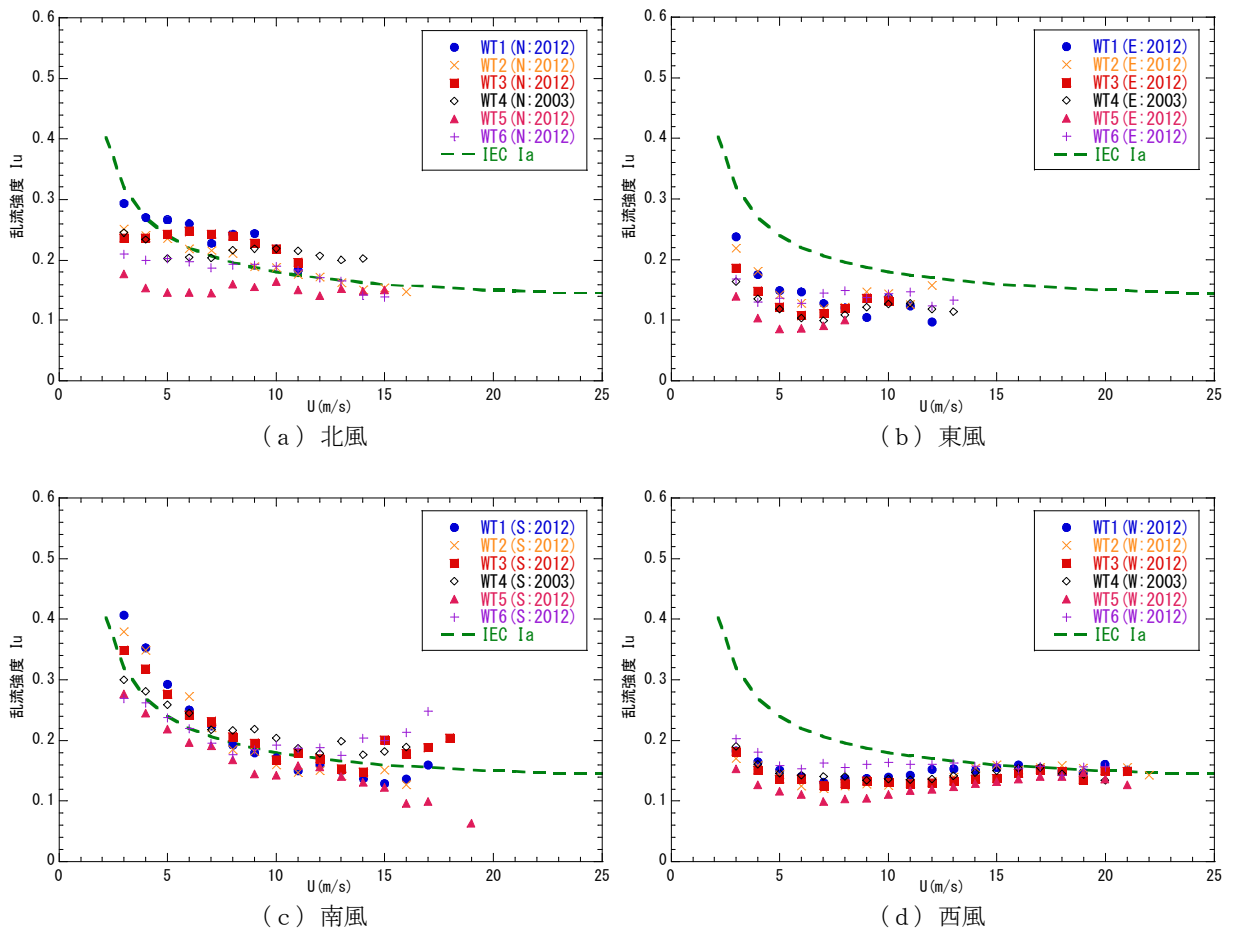 0.6
0.5
0.4
0.3
0.2
0.1
0
乱流強度 Iu
WT1(N:2012)
WT2(N:2012)
WT3(N:2012)
WT4(N:2003)
WT5(N:2012)
WT6(N:2012)
IEC Ia
0 5 10 15 20 25
U(m/s)
(a) 北風
0.6
0.5
0.4
0.3
0.2
0.1
0
乱流強度 Iu
WT1(E:2012)
WT2(E:2012)
WT3(E:2012)
WT4(E:2003)
WT5(E:2012)
WT6(E:2012)
IEC Ia
0 5 10 15 20 25
U(m/s)
(b) 東風
0.6
0.5
0.4
0.3
0.2
0.1
0
乱流強度 Iu
WT1(S:2012)
WT2(S:2012)
WT3(S:2012)
WT4(S:2003)
WT5(S:2012)
WT6(S:2012)
IEC Ia
0 5 10 15 20 25
U(m/s)
(c) 南風
0.6
0.5
0.4
0.3
0.2
0.1
0
乱流強度 Iu
WT1(W:2012)
WT2(W:2012)
WT3(W:2012)
WT4(W:2003)
WT5(W:2012)
WT6(W:2012)
IEC Ia
0 5 10 15 20 25
U(m/s)
(d) 西風